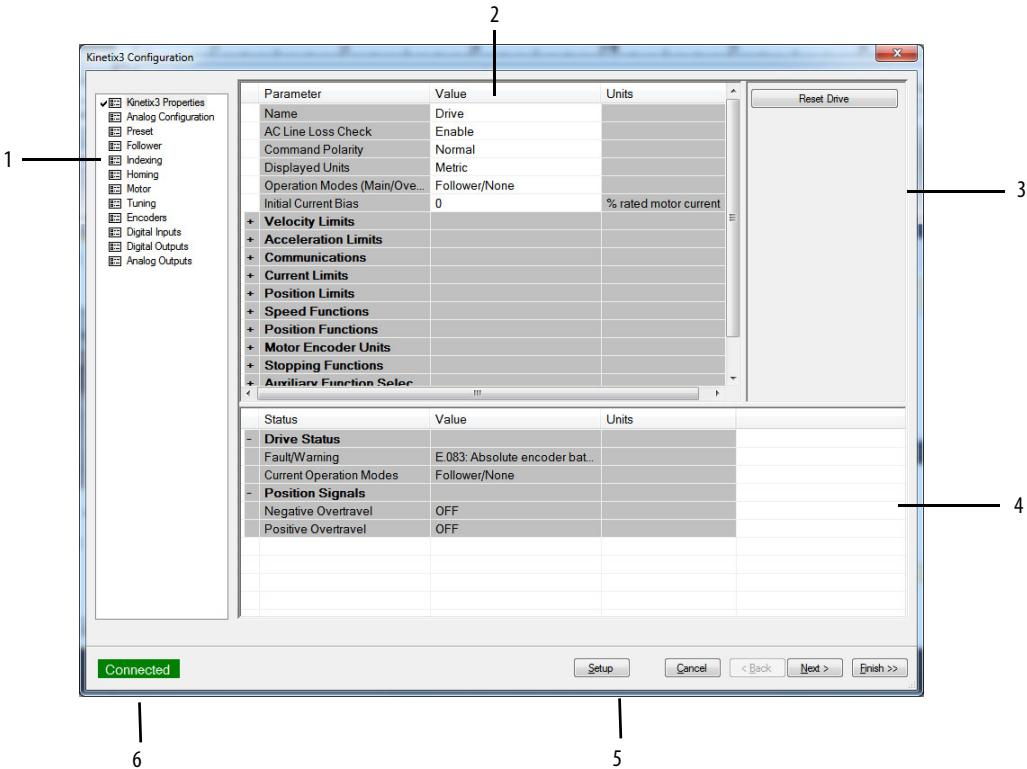 2
Kinetix3 Configuration
Kinetix3 Properties
Analog Configuration
Preset
Follower
Indexing
Homing
Motor
Tuning
Encoders
Digital Inputs
Digital Outputs
Analog Outputs
1
Parameter Value Units
Name Drive
AC Line Loss Check Enable
Command Polarity Normal
Displayed Units Metric
Operation Modes (Main/Ove... Follower/None
Initial Current Bias 0 % rated motor current
+ Velocity Limits
+ Acceleration Limits
+ Communications
+ Current Limits
+ Position Limits
+ Speed Functions
+ Position Functions
+ Motor Encoder Units
+ Stopping Functions
+ Auxiliary Function Selec
Reset Drive
3
Status Value Units
- Drive Status
Fault/Warning E.083: Absolute encoder bat...
Current Operation Modes Follower/None
- Position Signals
Negative Overtravel OFF
Positive Overtravel OFF
4
Connected
Setup Cancel < Back Next > Finish >>
6
5